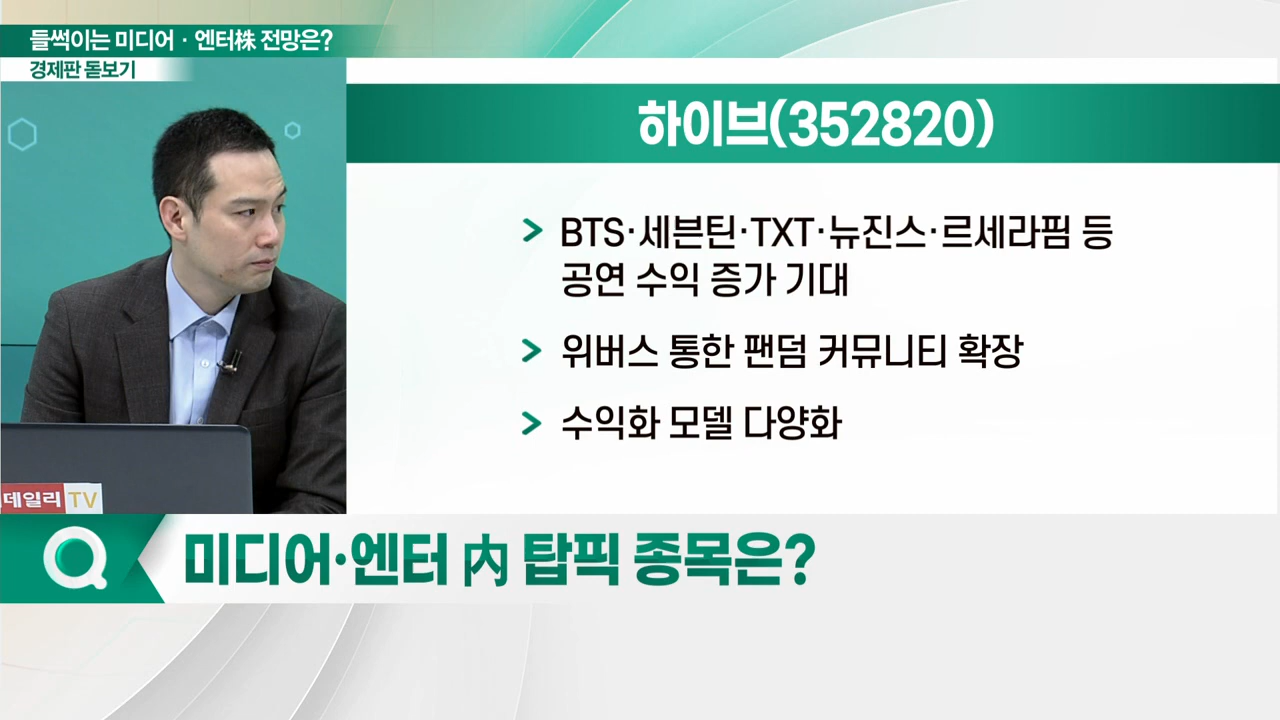 들썩이는 미디어·엔터株 전망은?
경제판 돋보기
하이브(352820)
> BTS·세븐틴·TXT·뉴진스·르세라핌 등
공연 수익 증가 기대
> 위버스 통한 팬덤 커뮤니티 확장
> 수익화 모델 다양화
데일리 TV
Q 미디어·엔터 內 탑픽 종목은?